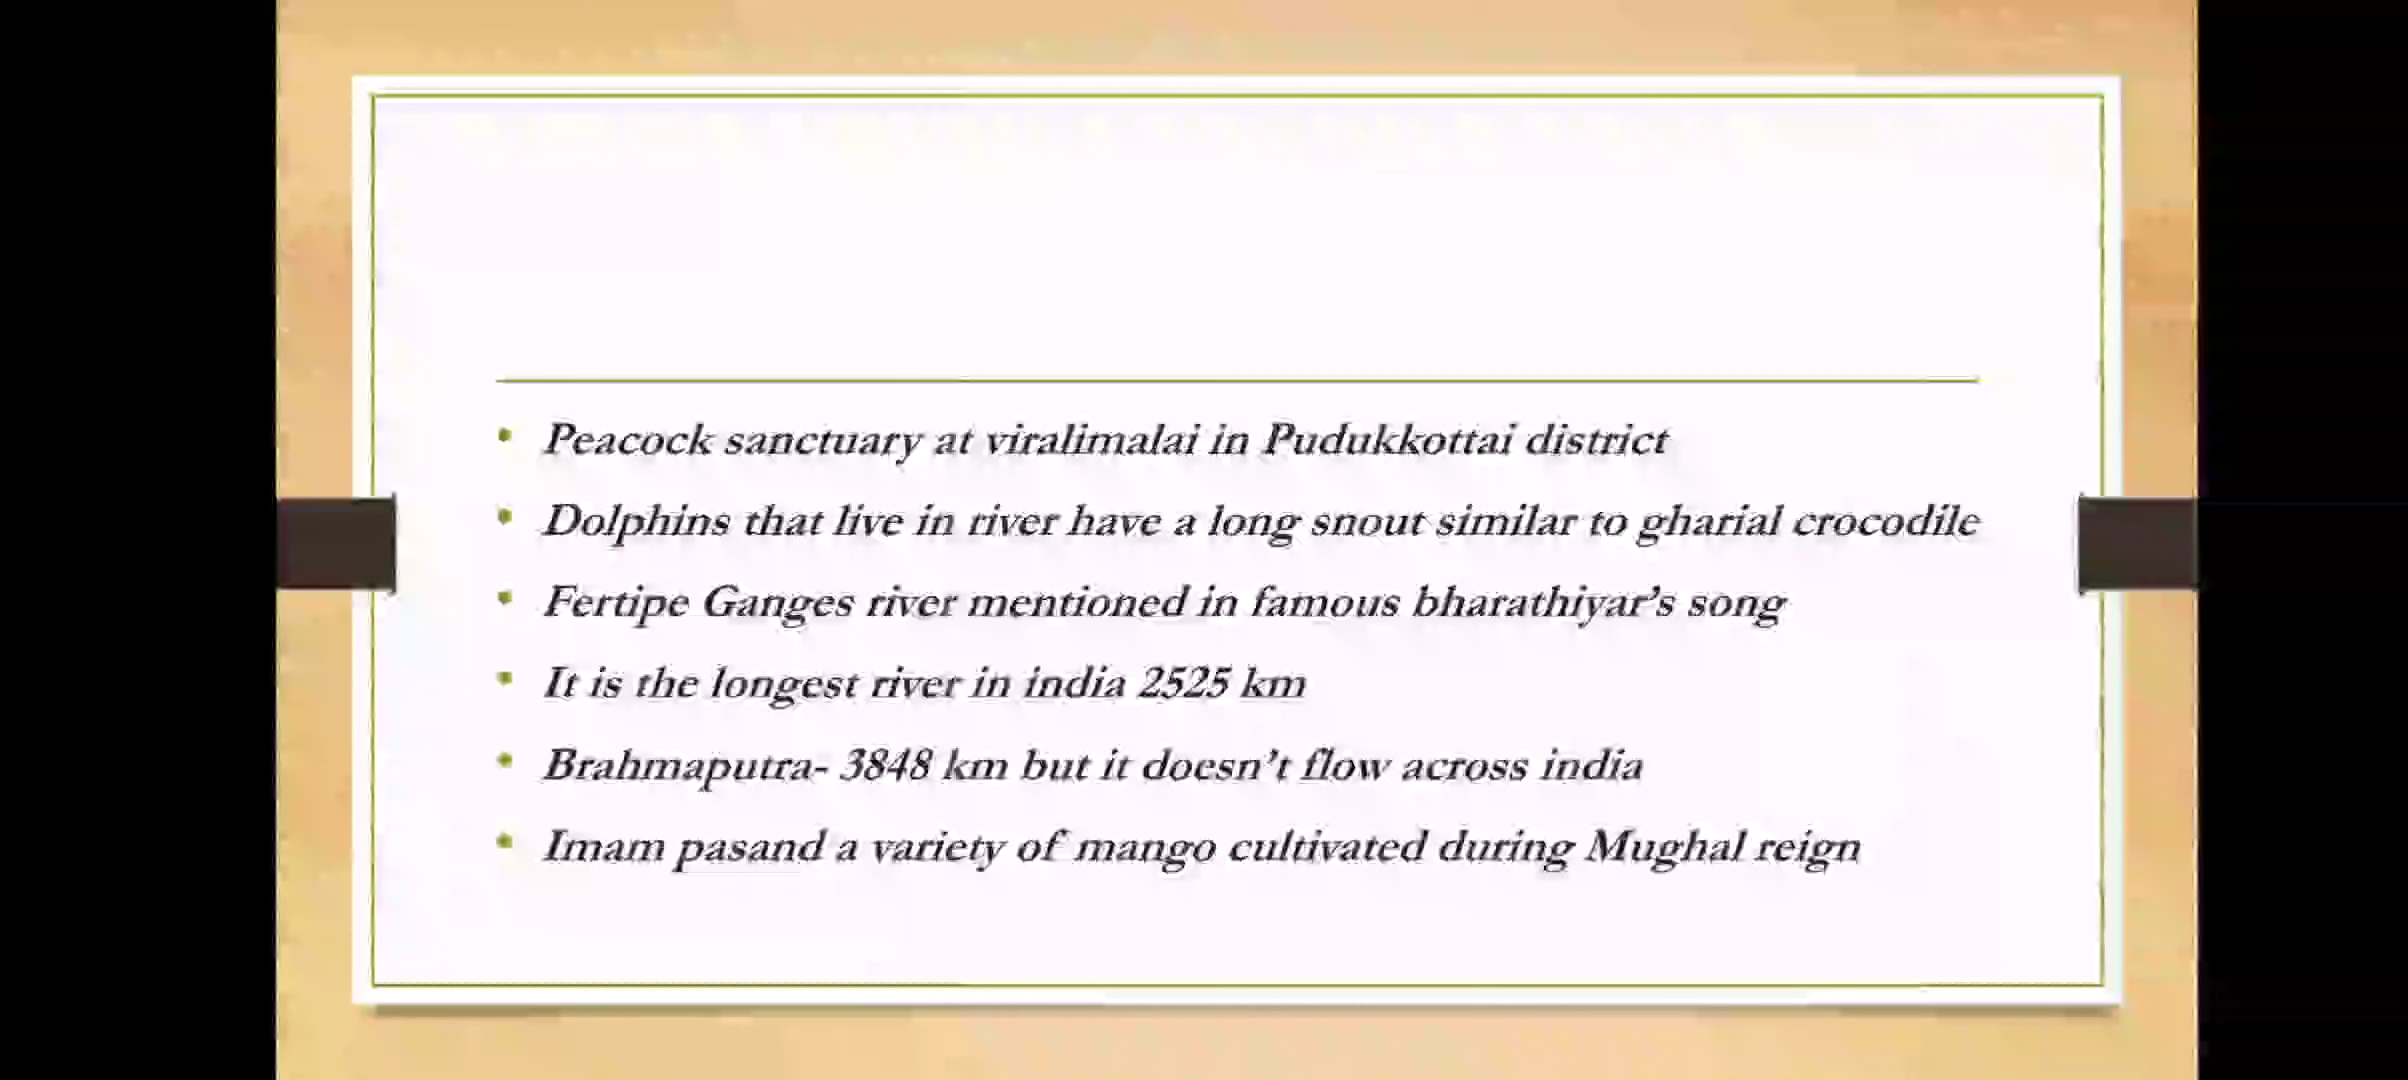 • Peacock sanctuary at viralimalai in Pudukkottai district
• Dolphins that live in river have a long snout similar to gharial crocodile
• Fertipe Ganges river mentioned in famous bharathiyar's song
• It is the longest river in india 2525 km
• Brahmaputra- 3848 km but it doesn't flow across india
• Imam pasand a variety of mango cultivated during Mughal reign